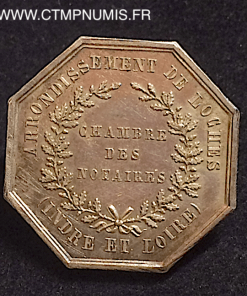 WWW.CTMPNUMIS.FR
ARRONDISSEMENT DE LOCHES
CHAMBRE
DES
NOTAIRES
(INDRE ET LOIRE)